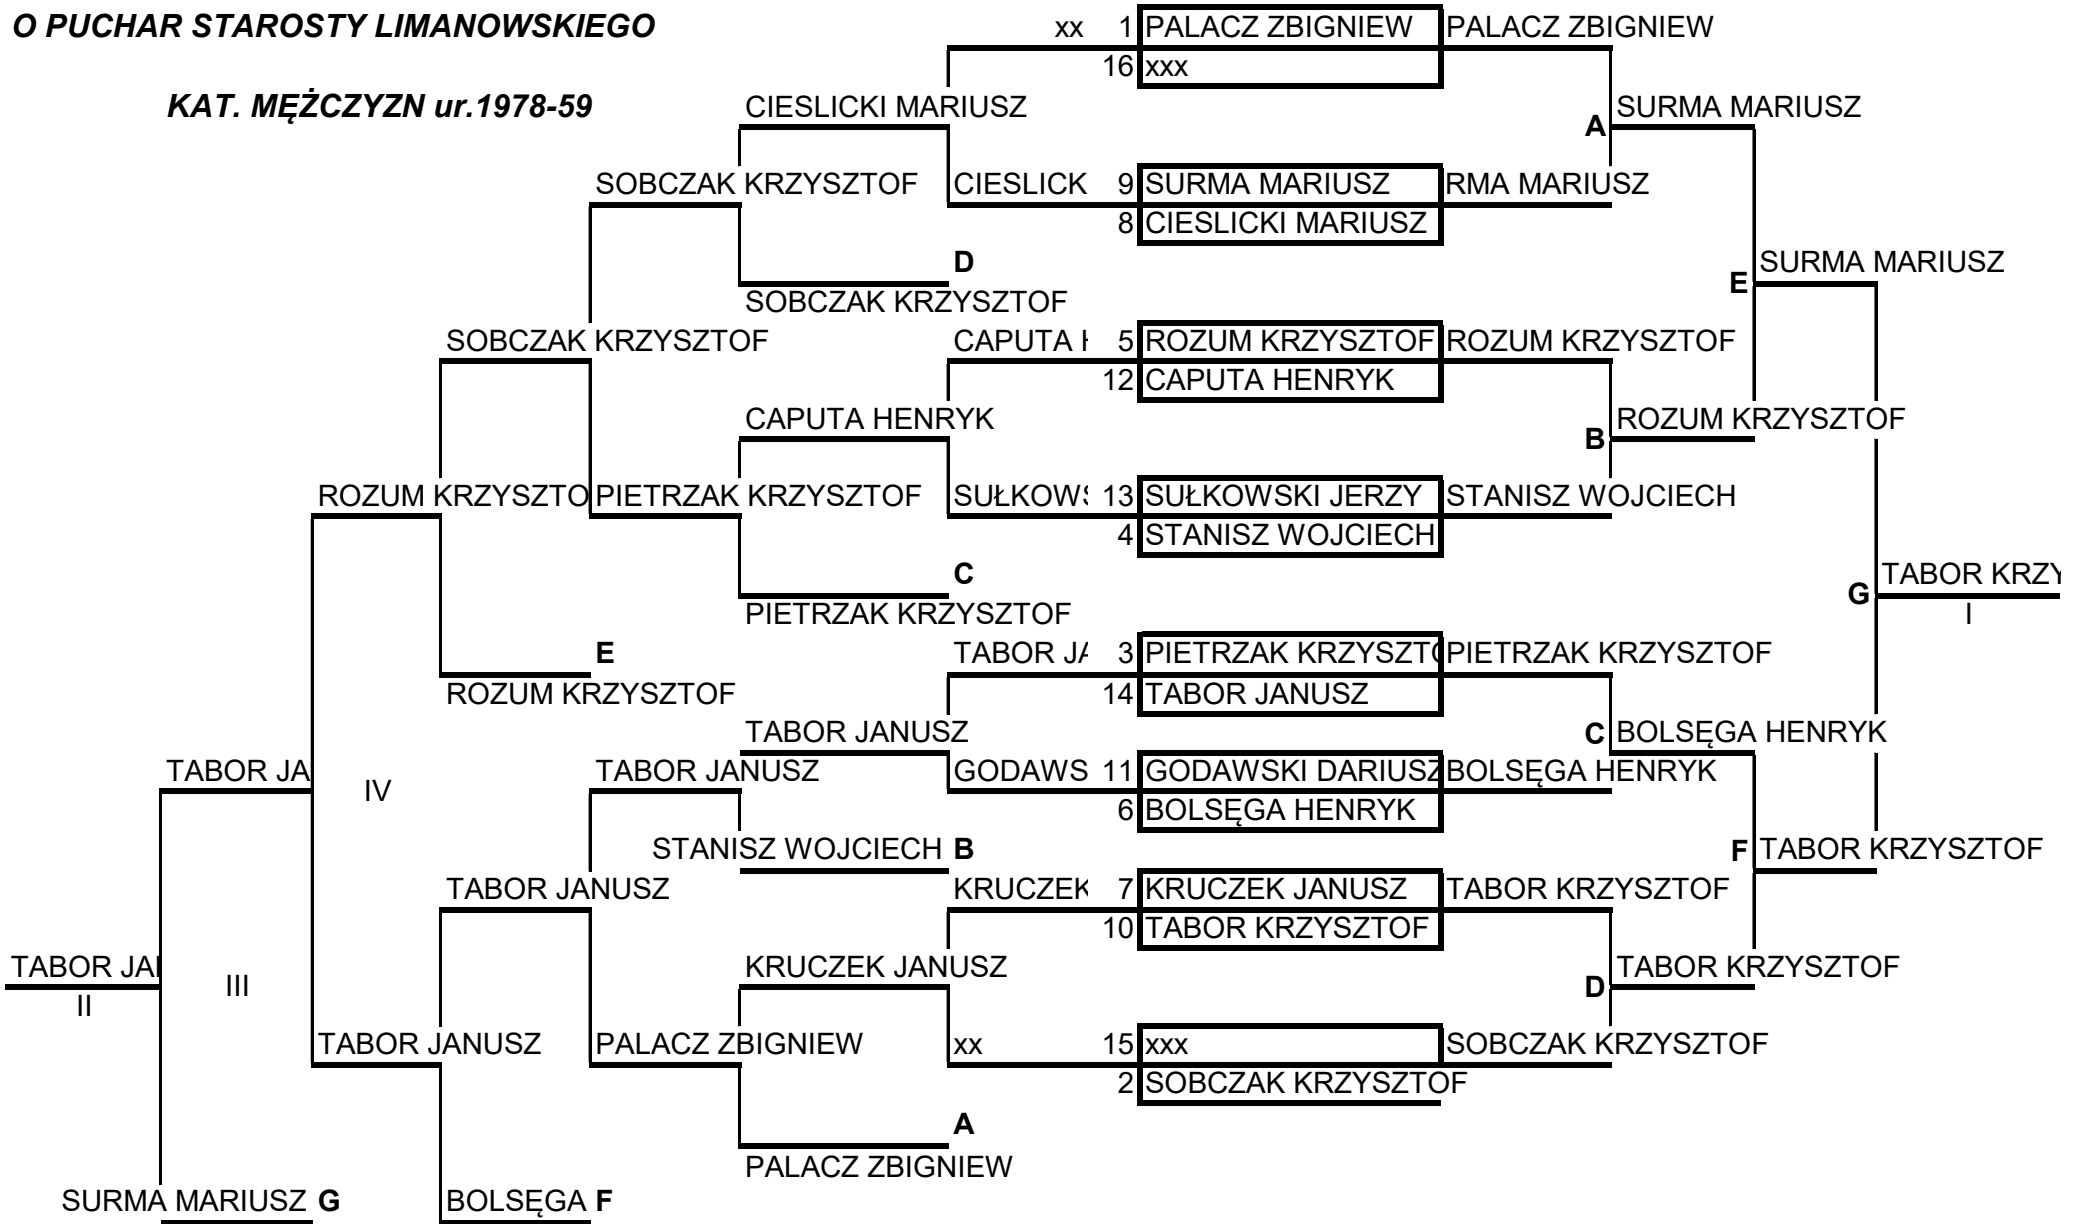 O PUCHAR STAROSTY LIMANOWSKIEGO
xx 1 PALACZ ZBIGNIEW PALACZ ZBIGNIEW
16 xxx
KAT. MĘŻCZYZN ur.1978-59
CIESLICKI MARIUSZ
A SURMA MARIUSZ
SOBCZAK KRZYSZTOF CIESLICK 9 SURMA MARIUSZ RMA MARIUSZ
8 CIESLICKI MARIUSZ
D
SURMA MARIUSZ
E
SOBCZAK KRZYSZTOF
SOBCZAK KRZYSZTOF CAPUTA 5 ROZUM KRZYSZTOF ROZUM KRZYSZTOF
12 CAPUTA HENRYK
CAPUTA HENRYK
B ROZUM KRZYSZTOF
ROZUM KRZYSZTO PIETRZAK KRZYSZTOF SUŁKOWS 13 SUŁKOWSKI JERZY STANISZ WOJCIECH
4 STANISZ WOJCIECH
C
G TABOR KRZY
PIETRZAK KRZYSZTOF
I
E
TABOR JA 3 PIETRZAK KRZYSZTO PIETRZAK KRZYSZTOF
ROZUM KRZYSZTOF
14 TABOR JANUSZ
TABOR JANUSZ
C BOLSĘGA HENRYK
TABOR JA IV TABOR JANUSZ GODAWS 11 GODAWSKI DARIUSZ BOLSĘGA HENRYK
6 BOLSĘGA HENRYK
STANISZ WOJCIECH B
F TABOR KRZYSZTOF
TABOR JANUSZ KRUCZEK 7 KRUCZEK JANUSZ TABOR KRZYSZTOF
10 TABOR KRZYSZTOF
TABOR JA III KRUCZEK JANUSZ
D TABOR KRZYSZTOF
II
TABOR JANUSZ PALACZ ZBIGNIEW xx 15 xxx SOBCZAK KRZYSZTOF
2 SOBCZAK KRZYSZTOF
A
PALACZ ZBIGNIEW
SURMA MARIUSZ G BOLSĘGA F